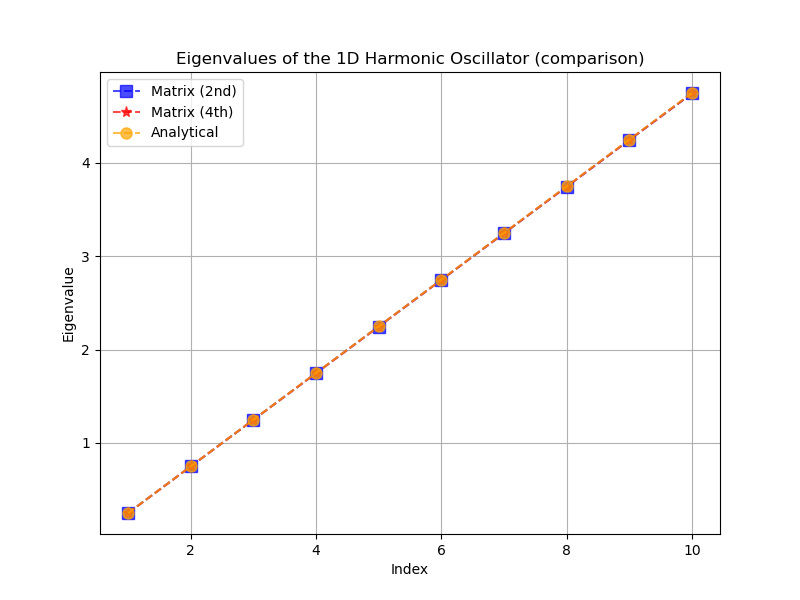 Eigenvalues of the 1D Harmonic Oscillator (comparison)
Matrix (2nd)
Matrix (4th)
Analytical
4
3
2
1
Eigenvalue
2
4
6
8
10
Index